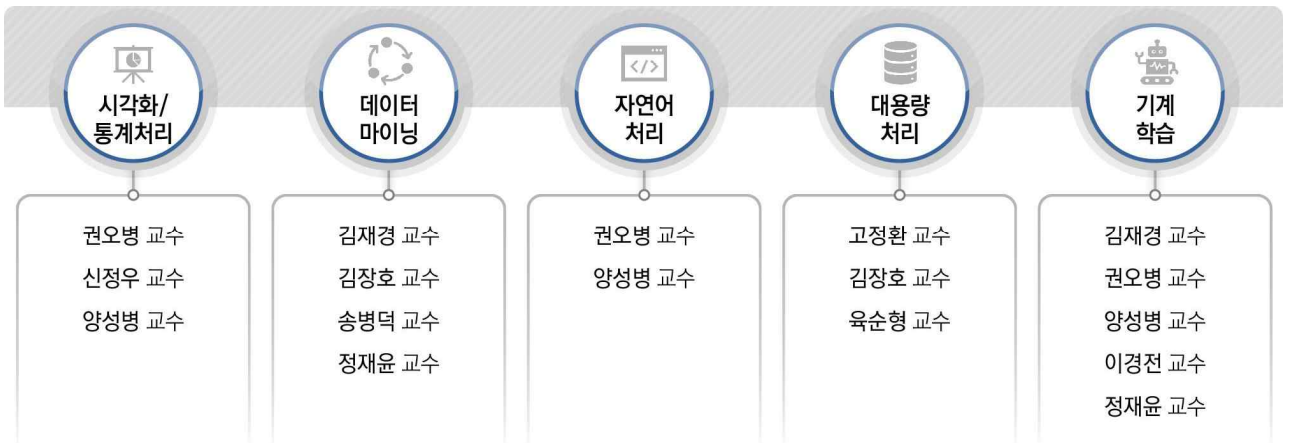 시각화/
통계처리
권오병 교수
신정우 교수
양성병 교수
데이터
마이닝
김재경 교수
김장호 교수
송병덕 교수
정재윤 교수
자연어
처리
권오병 교수
양성병 교수
대용량
처리
고정환 교수
김장호 교수
육순형 교수
기계
학습
김재경 교수
권오병 교수
양성병 교수
이경전 교수
정재윤 교수